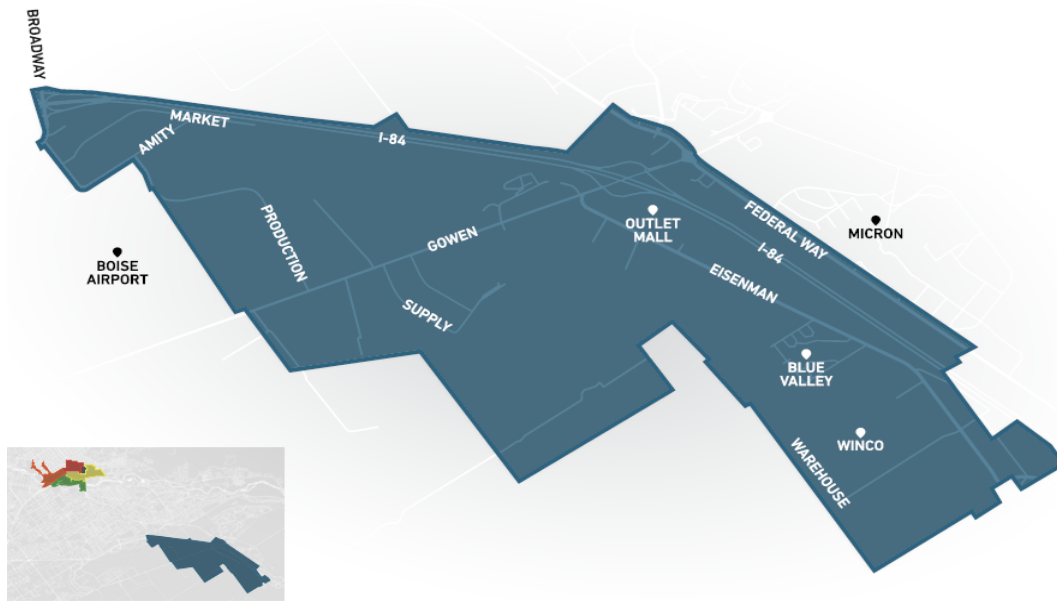 BROADWAY
MARKET
I-84
AMITY
PRODUCTION
GOWEN
OUTLET
MALL
FEDERAL WAY
MICRON
I-84
BOISE
AIRPORT
EISENMAN
SUPPLY
BLUE
VALLEY
WINCO
WAREHOUSE